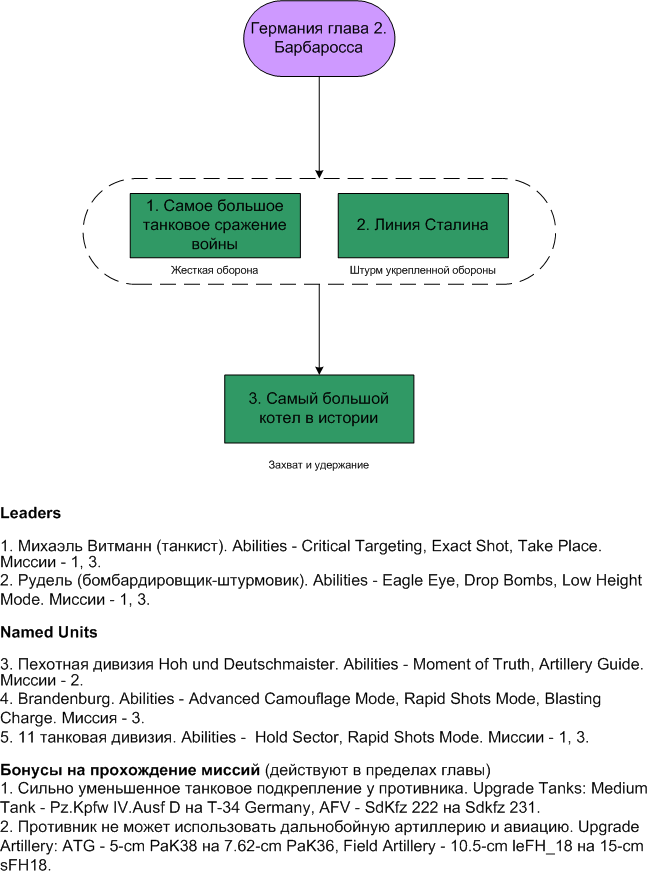 Германия глава 2.
Барбаросса
1. Самое большое
танковое сражение
войны
2. Линия Сталина
Жесткая оборона
Штурм укрепленной обороны
3. Самый большой
котел в истории
Захват и удержание
Leaders
1. Михаэль Витманн (танкист). Abilities - Critical Targeting, Exact Shot, Take Place.
Миссии - 1, 3.
2. Рудель (бомбардировщик-штурмовик). Abilities - Eagle Eye, Drop Bombs, Low Height
Mode. Миссии - 1, 3.
Named Units
3. Пехотная дивизия Hoh und Deutschmaister. Abilities - Moment of Truth, Artillery Guide.
Миссии - 2.
4. Brandenburg. Abilities - Advanced Camouflage Mode, Rapid Shots Mode, Blasting
Charge. Миссия - 3.
5. 11 танковая дивизия. Abilities - Hold Sector, Rapid Shots Mode. Миссии - 1, 3.
Бонусы на прохождение миссий (действуют в пределах главы)
1. Сильно уменьшенное танковое подкрепление у противника. Upgrade Tanks: Medium
Tank - Pz.Kpfw IV.Ausf D на T-34 Germany, AFV - SdKfz 222 на Sdkfz 231.
2. Противник не может использовать дальнобойную артиллерию и авиацию. Upgrade
Artillery: ATG - 5-cm PaK38 на 7.62-cm PaK36, Field Artillery - 10.5-cm leFH_18 на 15-cm
sFH18.